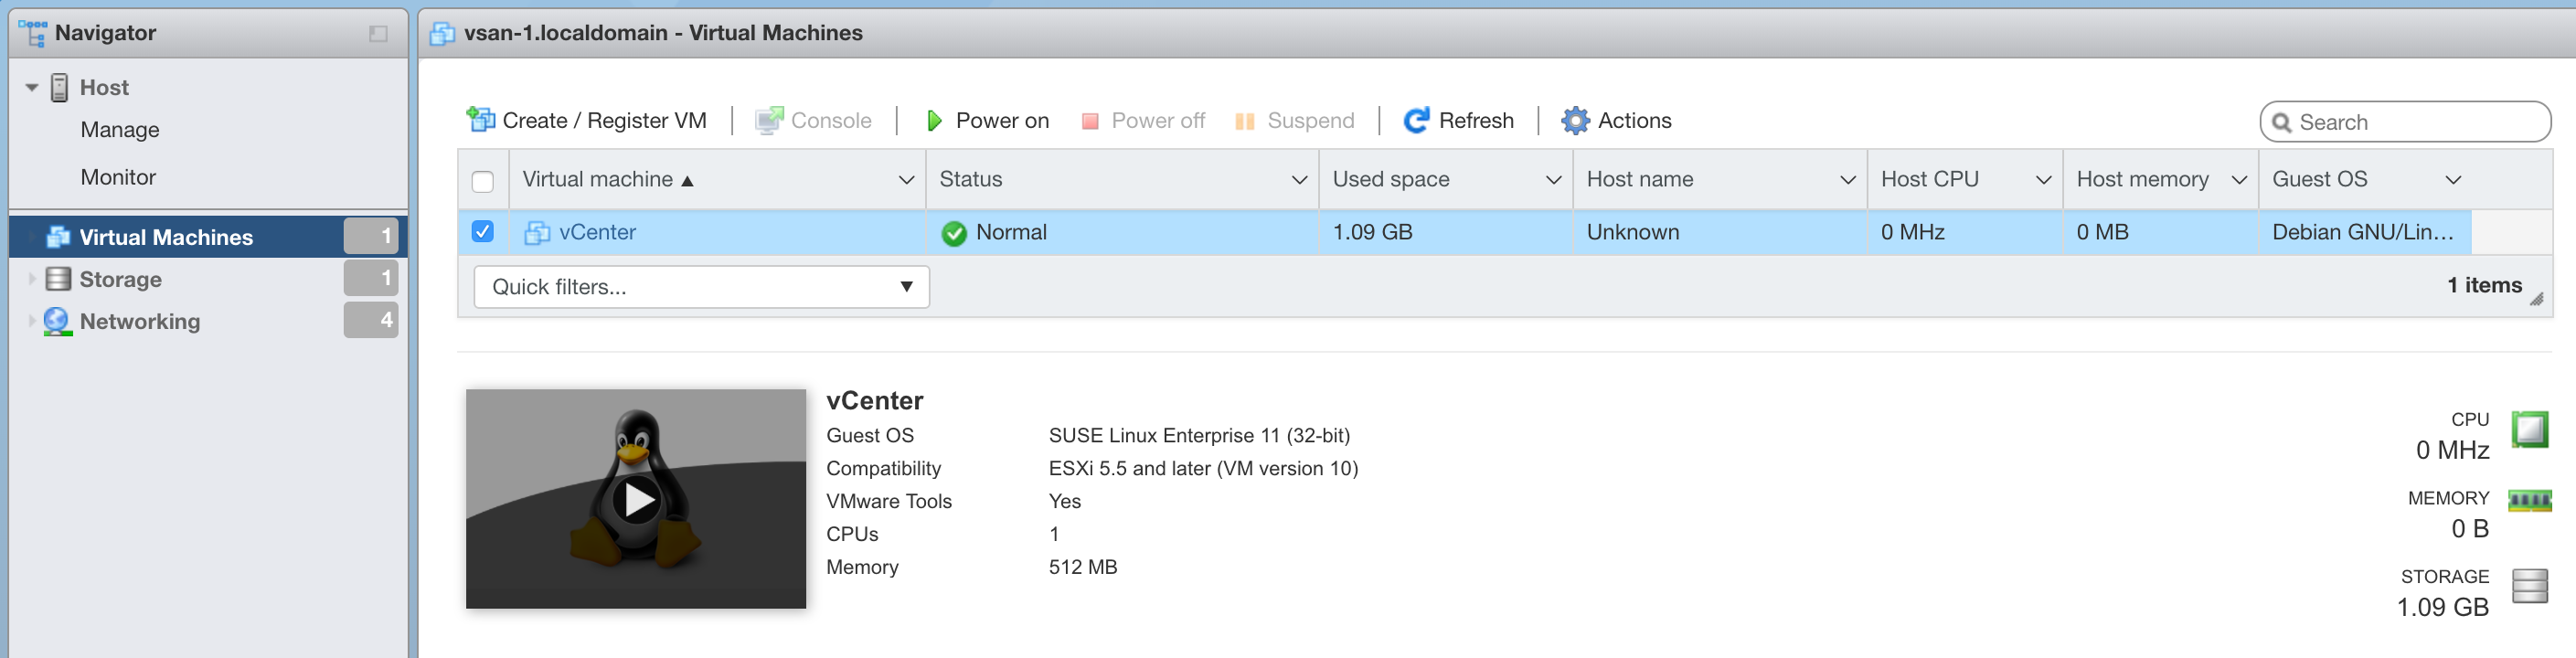 Navigator
Host
Manage
Monitor
Virtual Machines 1
Storage 1
Networking 4
vsan-1.localdomain - Virtual Machines
Create / Register VM Console Power on Power off Suspend Refresh Actions Search
Virtual machine Status Used space Host name Host CPU Host memory Guest OS
vCenter Normal 1.09 GB Unknown 0 MHz 0 MB Debian GNU/Lin...
Quick filters... 1 items
vCenter
Guest OS SUSE Linux Enterprise 11 (32-bit)
Compatibility ESXi 5.5 and later (VM version 10)
VMware Tools Yes
CPUs 1
Memory 512 MB
CPU
0 MHz
MEMORY
0 B
STORAGE
1.09 GB